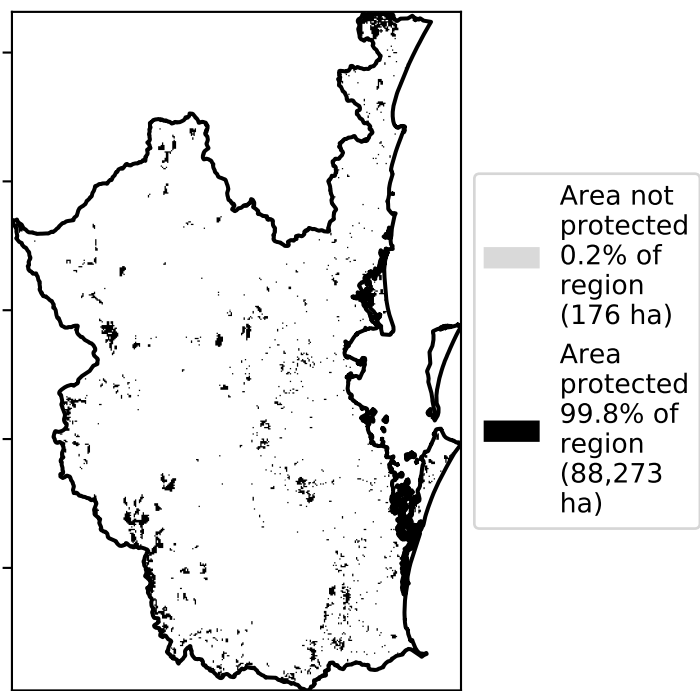 Area not
protected
0.2% of
region
(176 ha)
Area
protected
99.8% of
region
(88,273
ha)